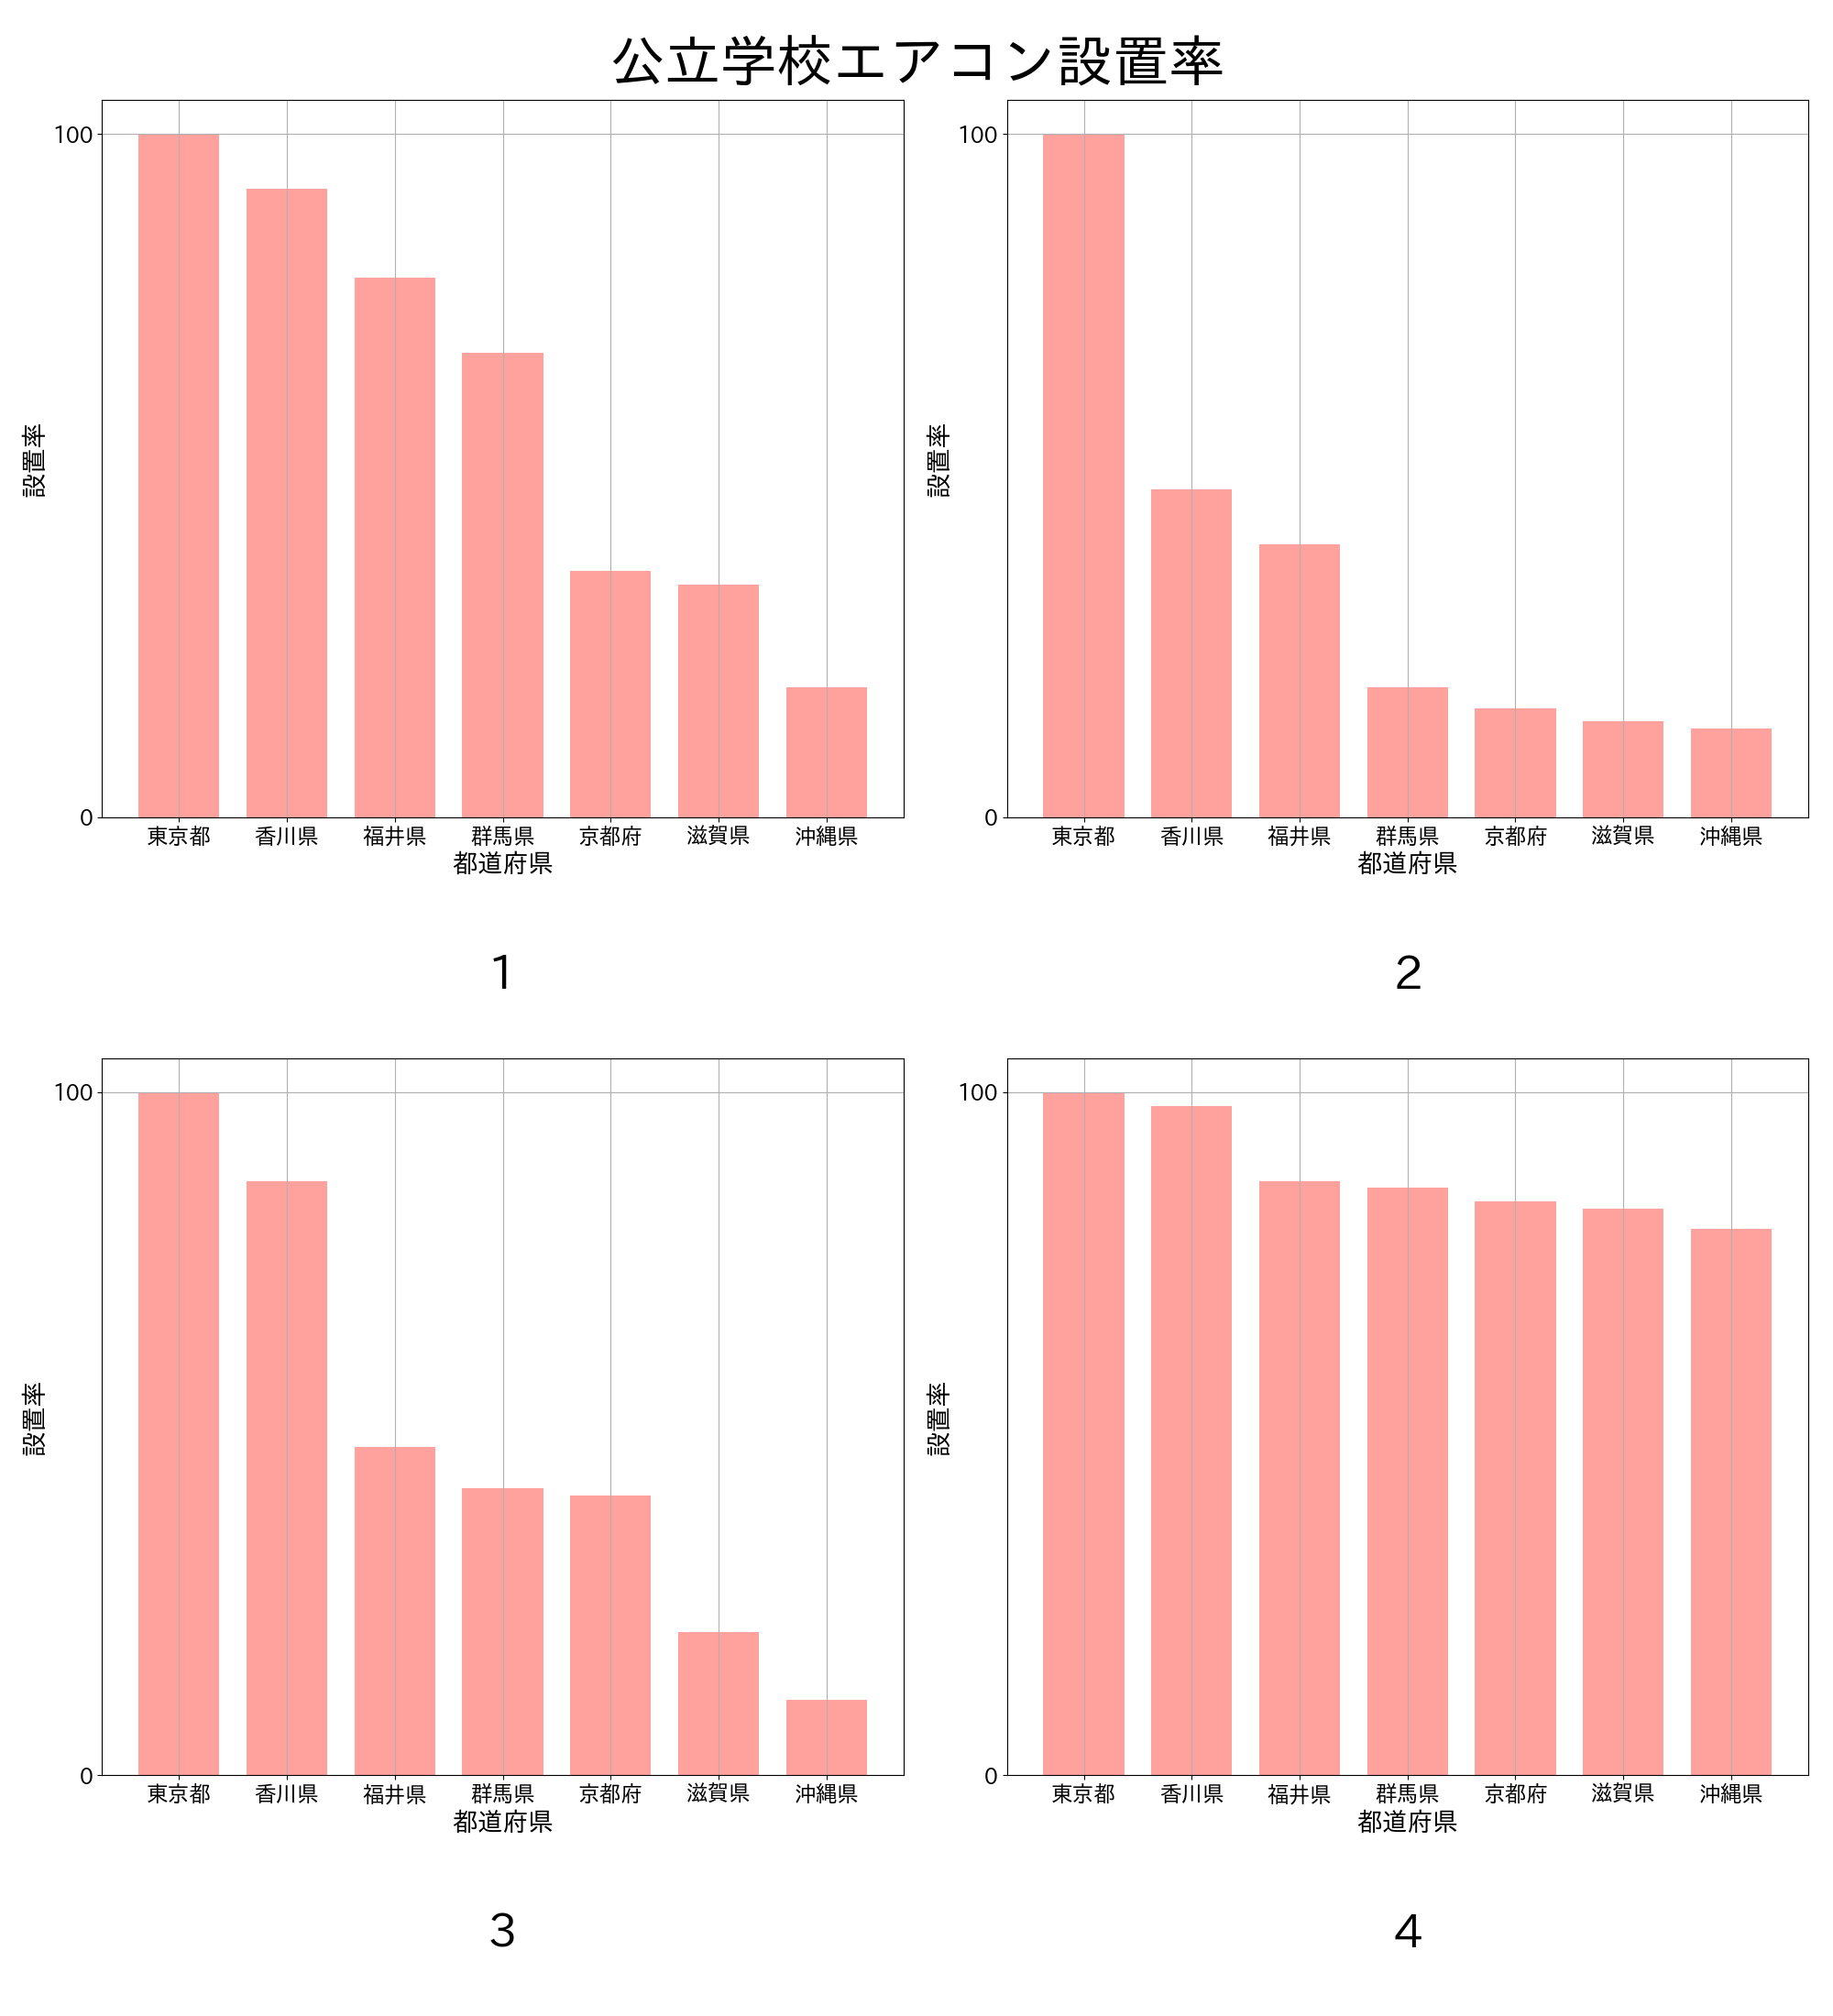 公立学校エアコン設置率
100
0
設置率
東京都 香川県 福井県 群馬県 京都府 滋賀県 沖縄県
都道府県
1
100
0
設置率
東京都 香川県 福井県 群馬県 京都府 滋賀県 沖縄県
都道府県
2
100
0
設置率
東京都 香川県 福井県 群馬県 京都府 滋賀県 沖縄県
都道府県
3
100
0
設置率
東京都 香川県 福井県 群馬県 京都府 滋賀県 沖縄県
都道府県
4